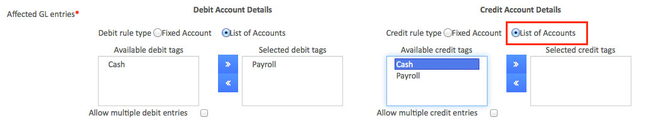 Affected GL entries*
Debit Account Details
Credit Account Details
Debit rule type Fixed Account List of Accounts
Credit rule type Fixed Account List of Accounts
Available debit tags
Selected debit tags
Available credit tags
Selected credit tags
Cash
»
Payroll
Cash
»
«
Payroll
«
Allow multiple debit entries
Allow multiple credit entries